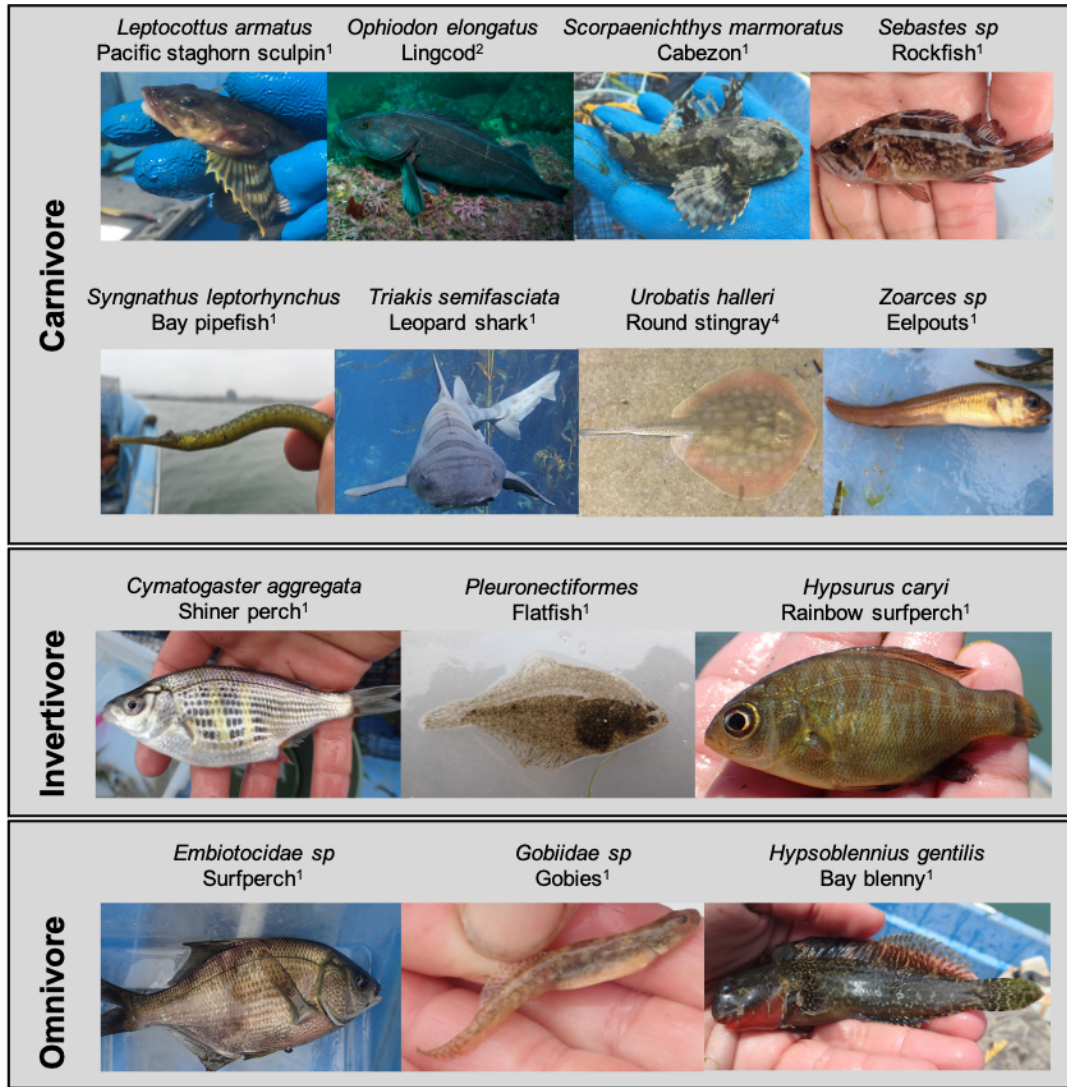 Carnivore
Leptocottus armatus
Pacific staghorn sculpin¹
Ophiodon elongatus
Lingcod²
Scorpaenichthys marmoratus
Cabezon¹
Sebastes sp
Rockfish¹
Syngnathus leptorhynchus
Bay pipefish¹
Triakis semifasciata
Leopard shark¹
Urobatis halleri
Round stingray⁴
Zoarces sp
Eelpouts¹
Invertivore
Cymatogaster aggregata
Shiner perch¹
Pleuronectiformes
Flatfish¹
Hypsurus caryi
Rainbow surfperch¹
Omnivore
Embiotocidae sp
Surfperch¹
Gobiidae sp
Gobies¹
Hypsoblennius gentilis
Bay blenny¹